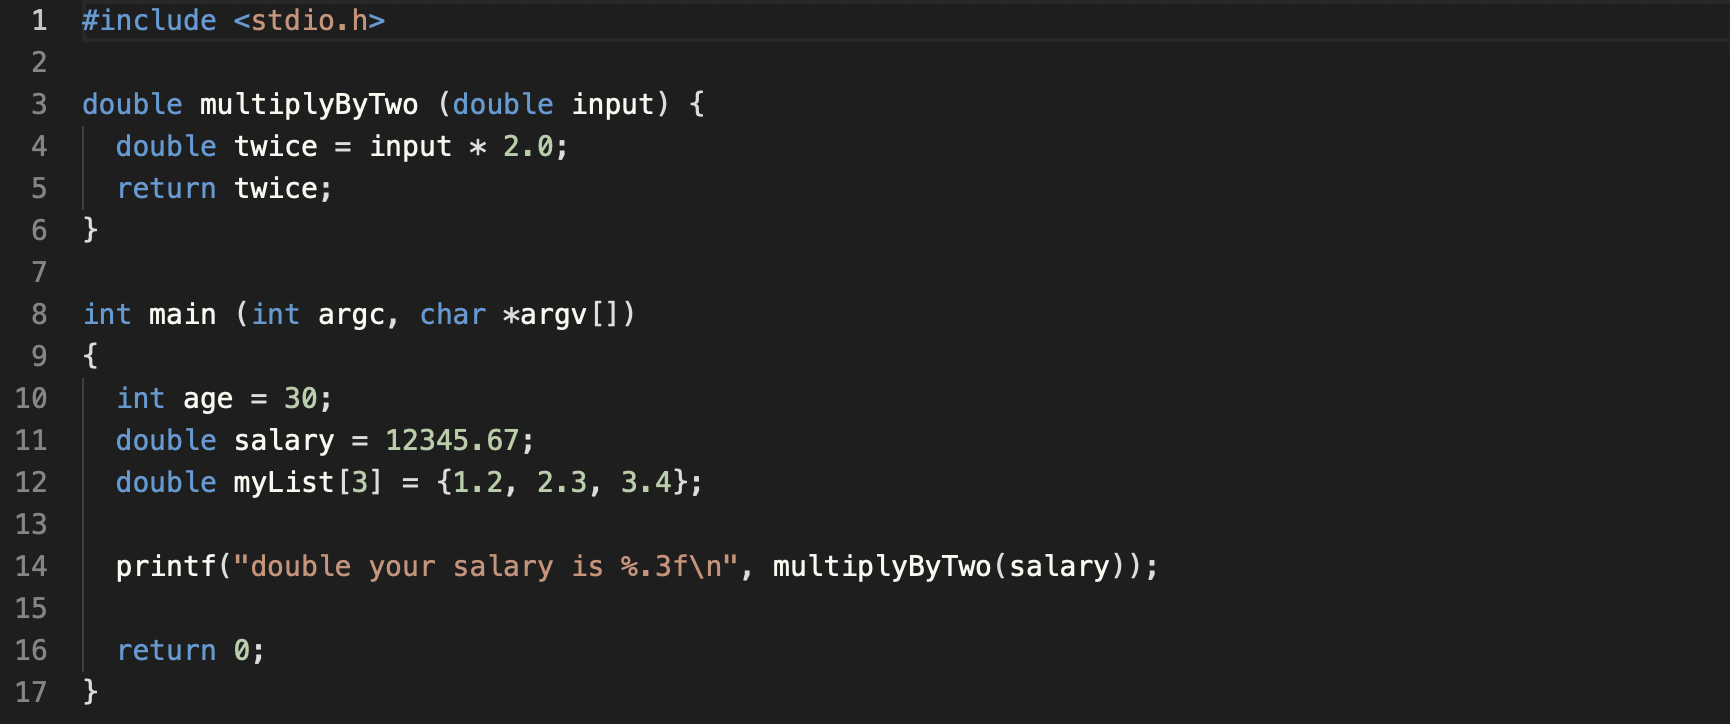 1 #include <stdio.h>
2
3 double multiplyByTwo (double input) {
4   double twice = input * 2.0;
5   return twice;
6 }
7
8 int main (int argc, char *argv[])
9 {
10   int age = 30;
11   double salary = 12345.67;
12   double myList[3] = {1.2, 2.3, 3.4};
13
14   printf("double your salary is %.3f\n", multiplyByTwo(salary));
15
16   return 0;
17 }